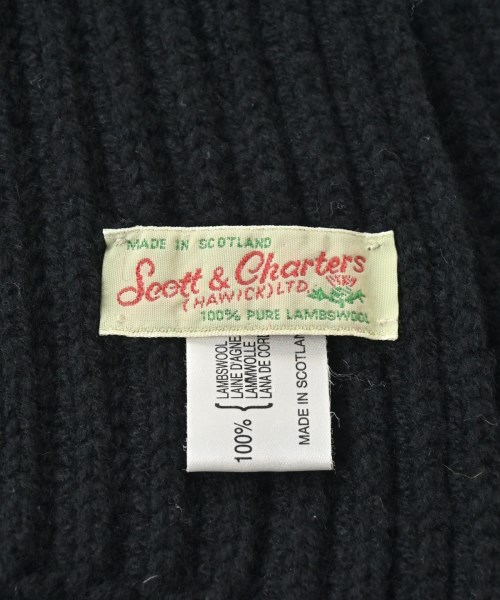 MADE IN SCOTLAND
Scott & Charters
(HAWICK) LTD.
100% PURE LAMBSWOOL
100%
LAMBSWOOL
LAINE D'AGNE
LAMMWOLLE
LANA DE COR
MADE IN SCOTLAN